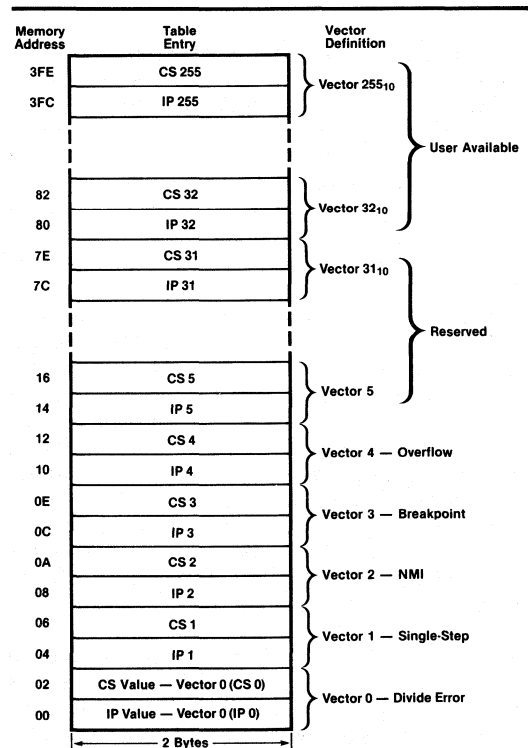 Memory Address Table Entry Vector Definition
3FE CS 255
Vector 255₁₀
3FC IP 255
User Available
82 CS 32
Vector 32₁₀
80 IP 32
7E CS 31
Vector 31₁₀
7C IP 31
Reserved
16 CS 5
Vector 5
14 IP 5
12 CS 4
Vector 4 — Overflow
10 IP 4
0E CS 3
Vector 3 — Breakpoint
0C IP 3
0A CS 2
Vector 2 — NMI
08 IP 2
06 CS 1
Vector 1 — Single-Step
04 IP 1
02 CS Value — Vector 0 (CS 0)
Vector 0 — Divide Error
00 IP Value — Vector 0 (IP 0)
2 Bytes